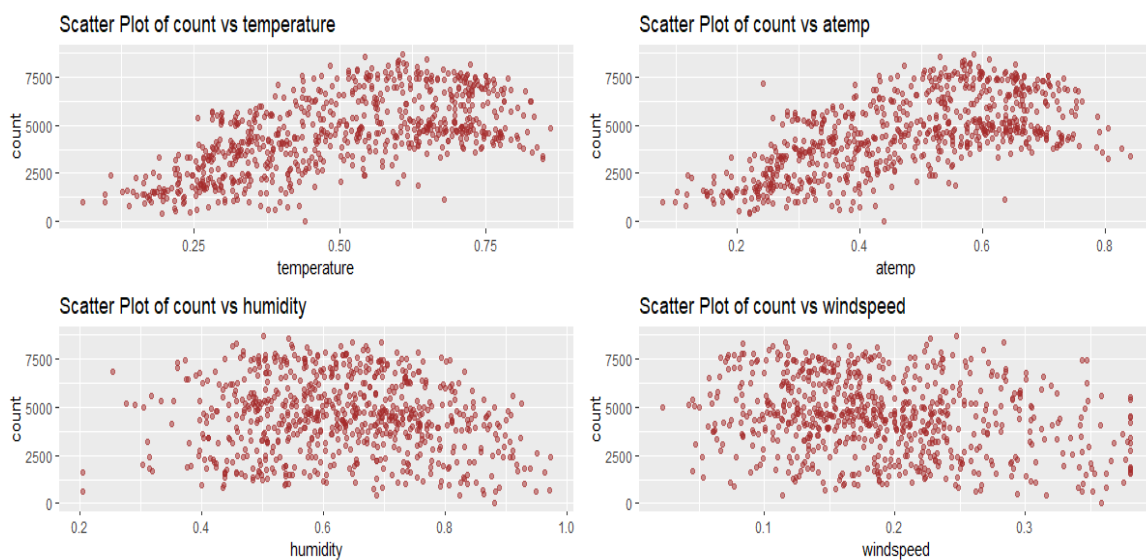 Scatter Plot of count vs temperature
7500
5000
2500
0
count
0.25 0.50 0.75
temperature
Scatter Plot of count vs atemp
7500
5000
2500
0
count
0.2 0.4 0.6 0.8
atemp
Scatter Plot of count vs humidity
7500
5000
2500
0
count
0.2 0.4 0.6 0.8 1.0
humidity
Scatter Plot of count vs windspeed
7500
5000
2500
0
count
0.1 0.2 0.3
windspeed